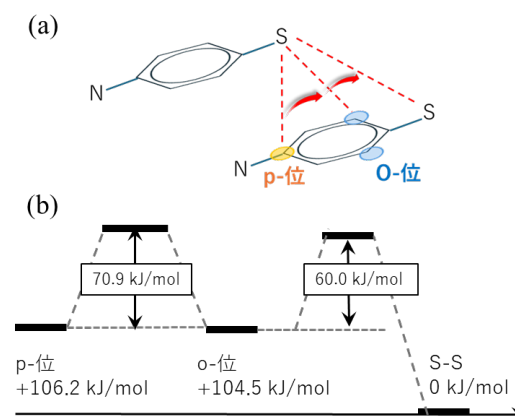 (a)
S
N
S
N
p-位
O-位
(b)
70.9 kJ/mol
60.0 kJ/mol
p-位
+106.2 kJ/mol
o-位
+104.5 kJ/mol
S-S
0 kJ/mol